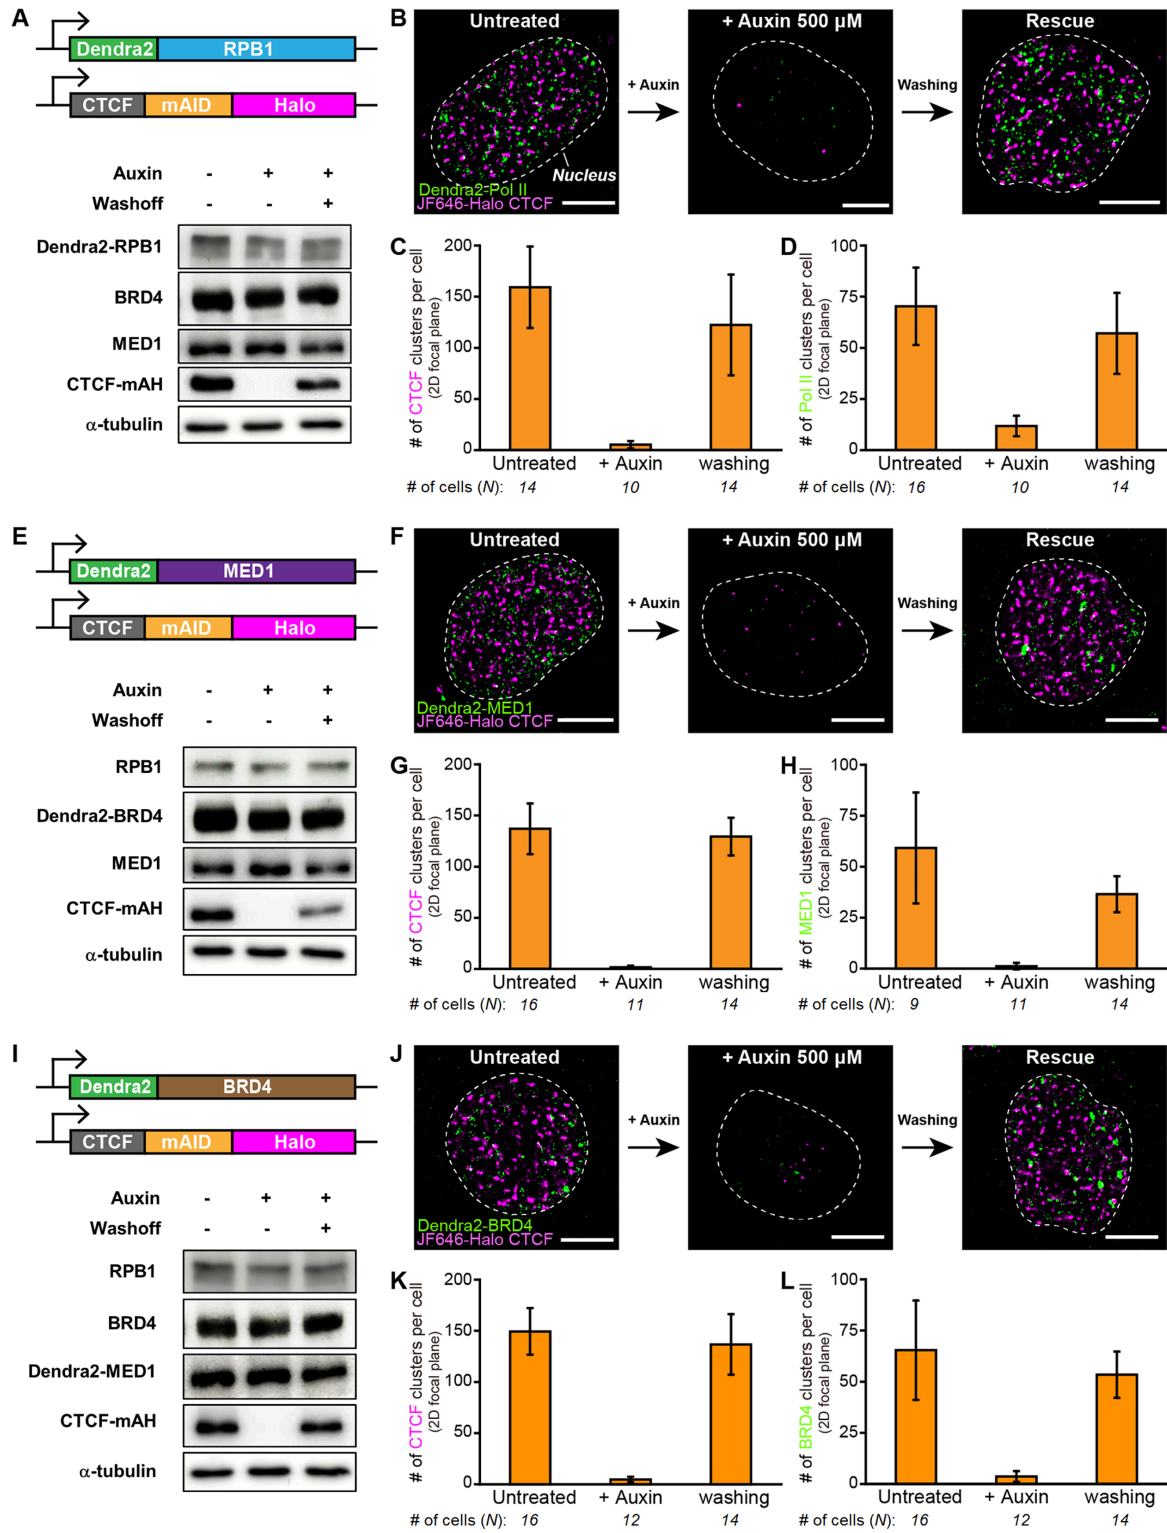 A
Dendra2 RPB1
CTCF mAID Halo
Auxin - + +
Washoff - - +
Dendra2-RPB1
BRD4
MED1
CTCF-mAH
α-tubulin
B
Untreated
+ Auxin 500 µM
Rescue
+ Auxin
Washing
Nucleus
Dendra2-Pol II
JF646-Halo CTCF
C
# of CTCF clusters per cell
(2D focal plane)
200
150
100
50
0
Untreated + Auxin washing
# of cells (N): 14 10 14
D
# of Pol II clusters per cell
(2D focal plane)
100
75
50
25
0
Untreated + Auxin washing
# of cells (N): 16 10 14
E
Dendra2 MED1
CTCF mAID Halo
Auxin - + +
Washoff - - +
RPB1
Dendra2-BRD4
MED1
CTCF-mAH
α-tubulin
F
Untreated
+ Auxin 500 µM
Rescue
+ Auxin
Washing
Dendra2-MED1
JF646-Halo CTCF
G
# of CTCF clusters per cell
(2D focal plane)
200
150
100
50
0
Untreated + Auxin washing
# of cells (N): 16 11 14
H
# of MED1 clusters per cell
(2D focal plane)
100
75
50
25
0
Untreated + Auxin washing
# of cells (N): 9 11 14
I
Dendra2 BRD4
CTCF mAID Halo
Auxin - + +
Washoff - - +
RPB1
BRD4
Dendra2-MED1
CTCF-mAH
α-tubulin
J
Untreated
+ Auxin 500 µM
Rescue
+ Auxin
Washing
Dendra2-BRD4
JF646-Halo CTCF
K
# of CTCF clusters per cell
(2D focal plane)
200
150
100
50
0
Untreated + Auxin washing
# of cells (N): 16 12 14
L
# of BRD4 clusters per cell
(2D focal plane)
100
75
50
25
0
Untreated + Auxin washing
# of cells (N): 16 12 14